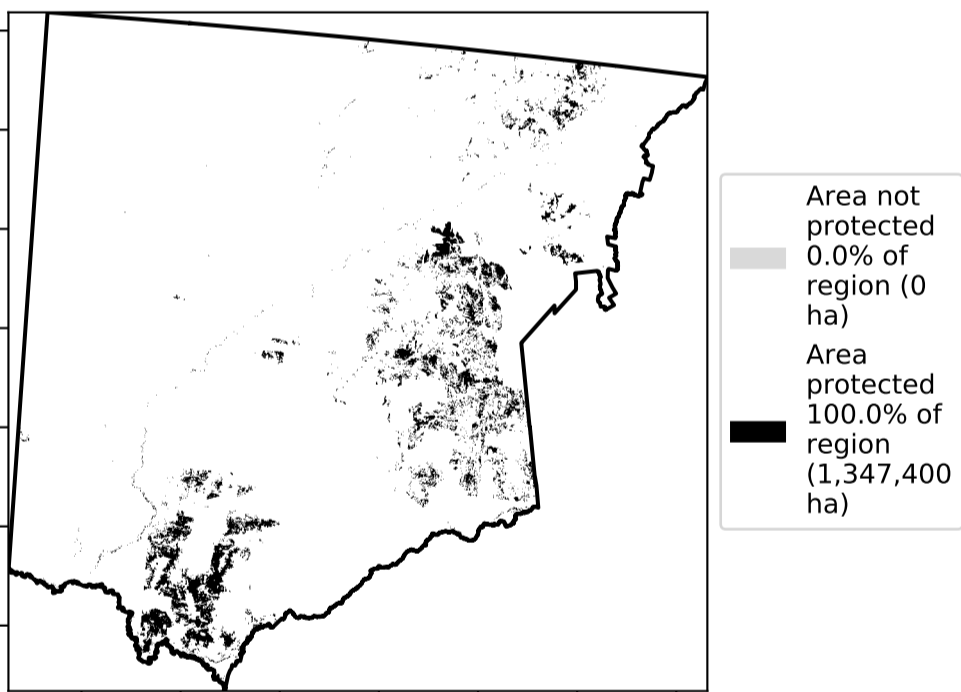 Area not
protected
0.0% of
region (0
ha)
Area
protected
100.0% of
region
(1,347,400
ha)